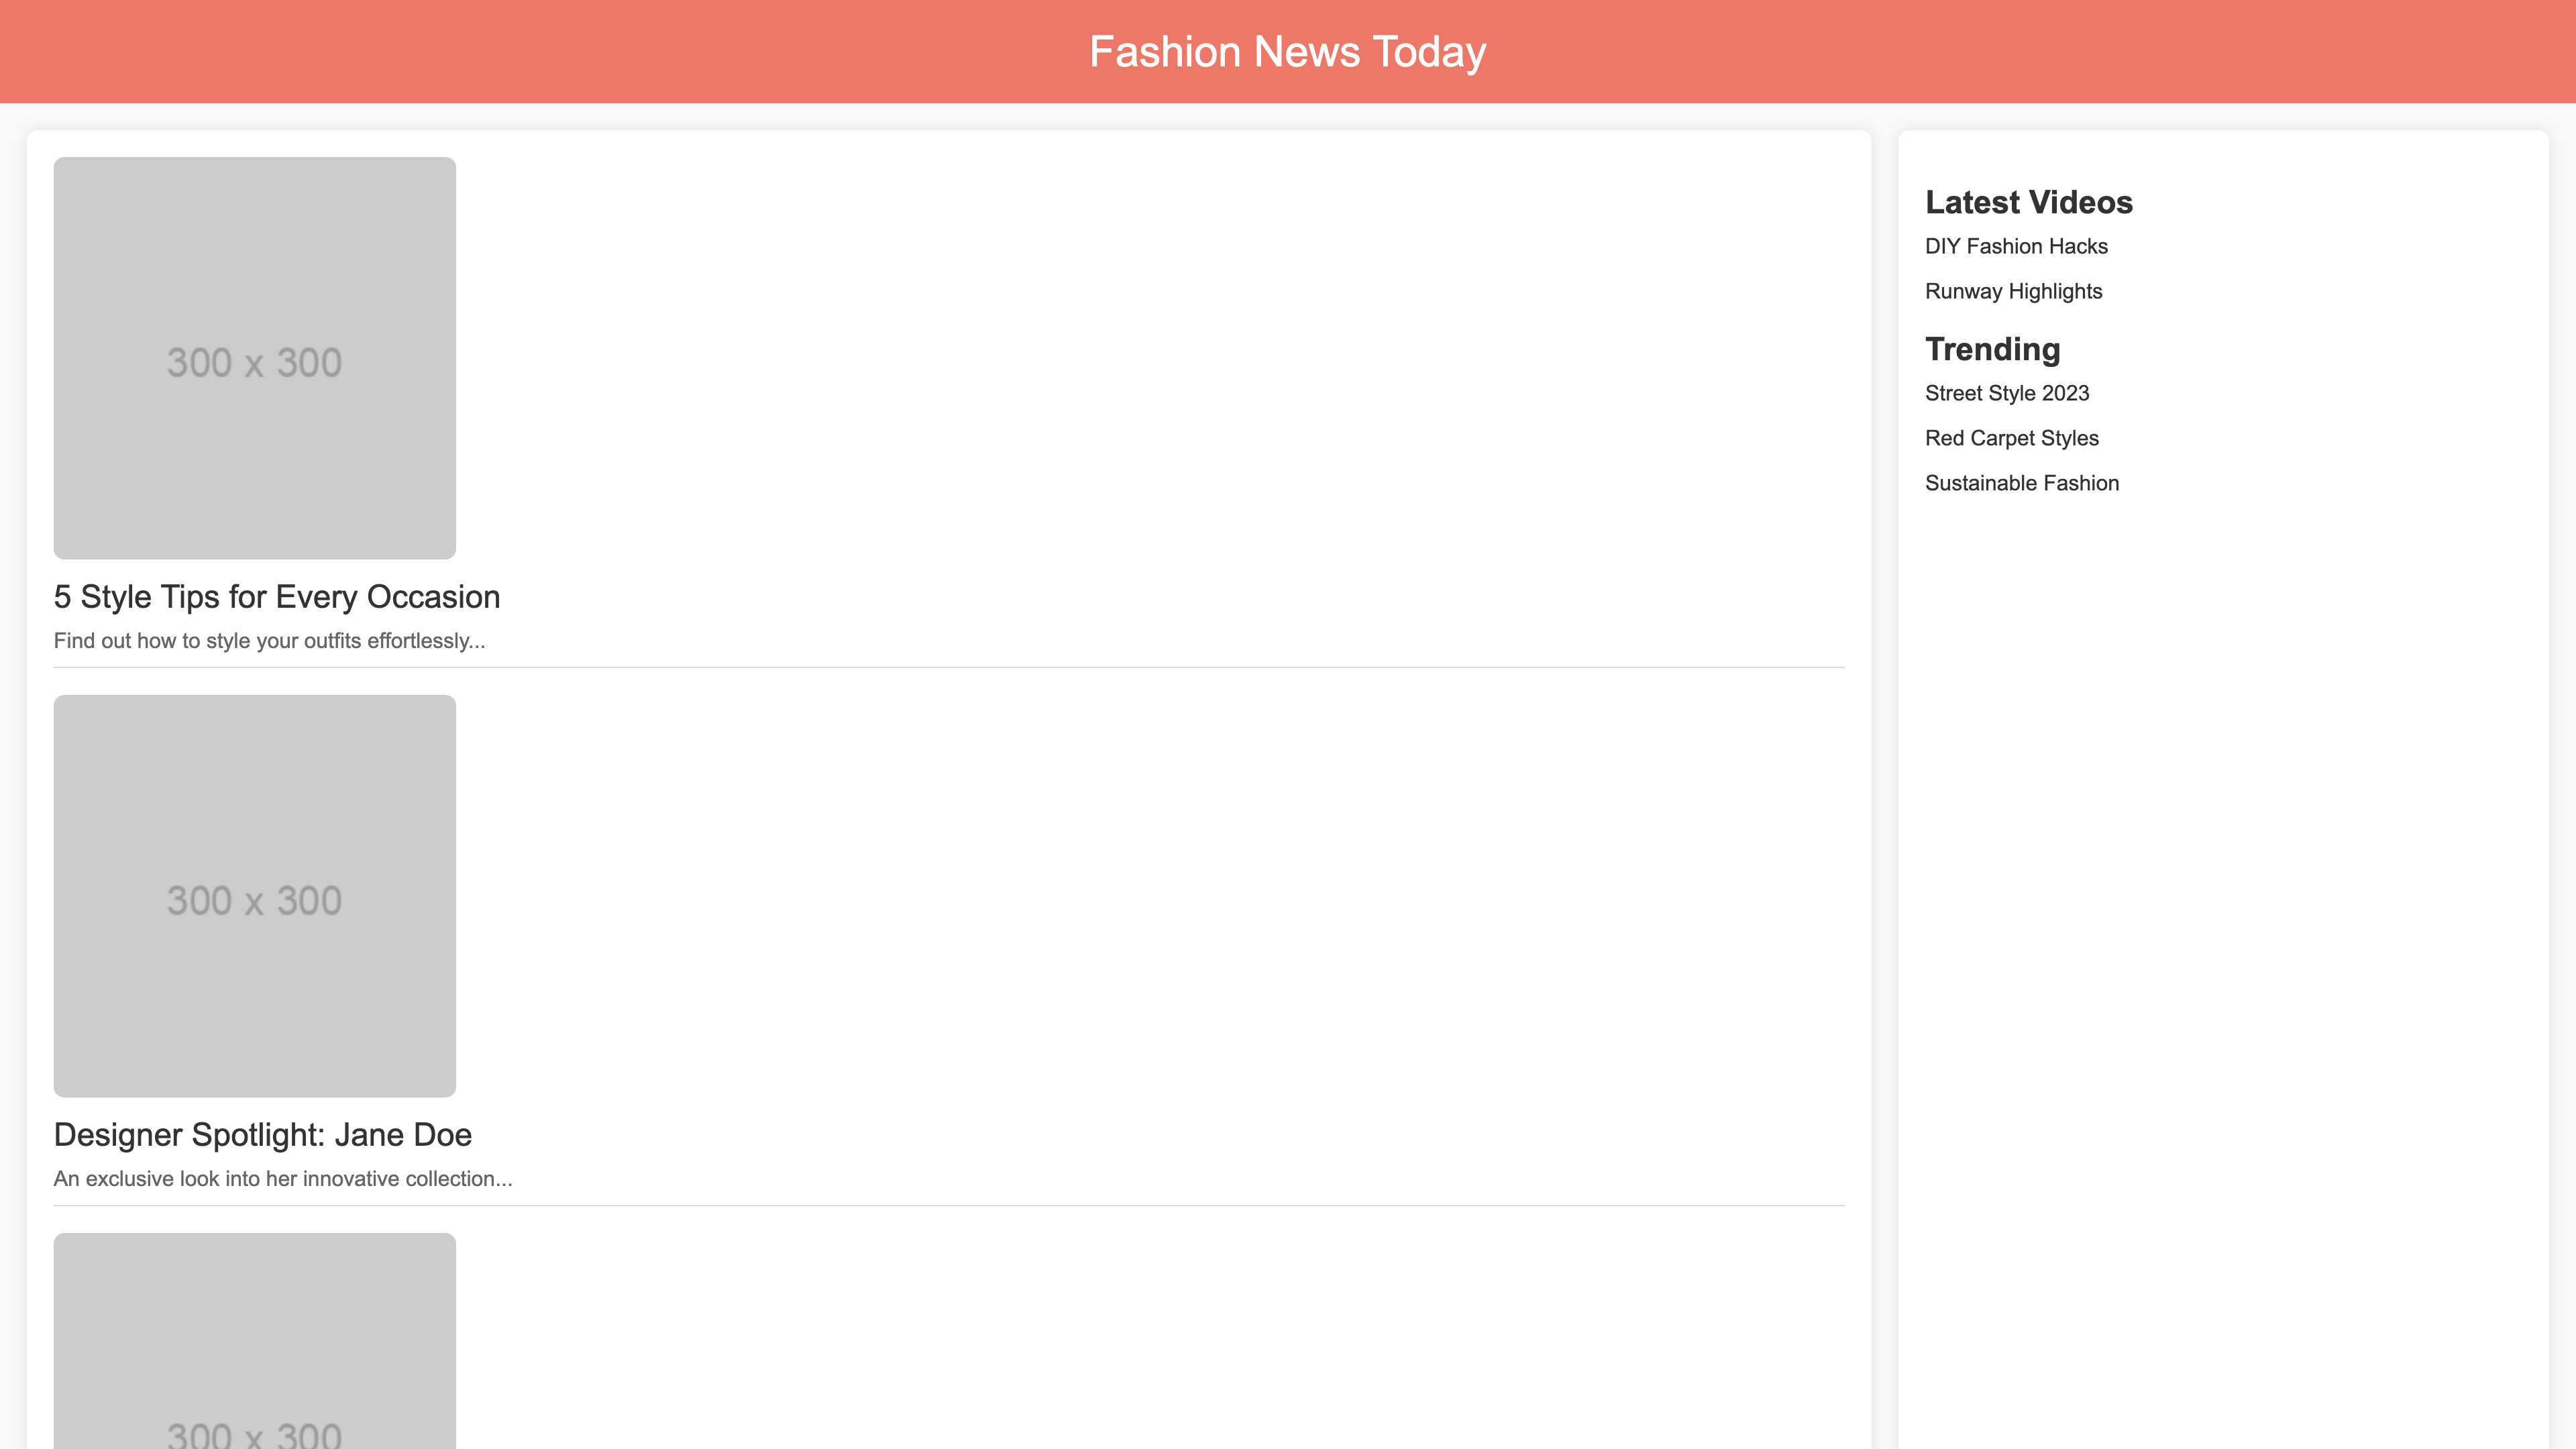 Fashion News Today
300 x 300
5 Style Tips for Every Occasion
Find out how to style your outfits effortlessly...
300 x 300
Designer Spotlight: Jane Doe
An exclusive look into her innovative collection...
300 x 300
Latest Videos
DIY Fashion Hacks
Runway Highlights
Trending
Street Style 2023
Red Carpet Styles
Sustainable Fashion